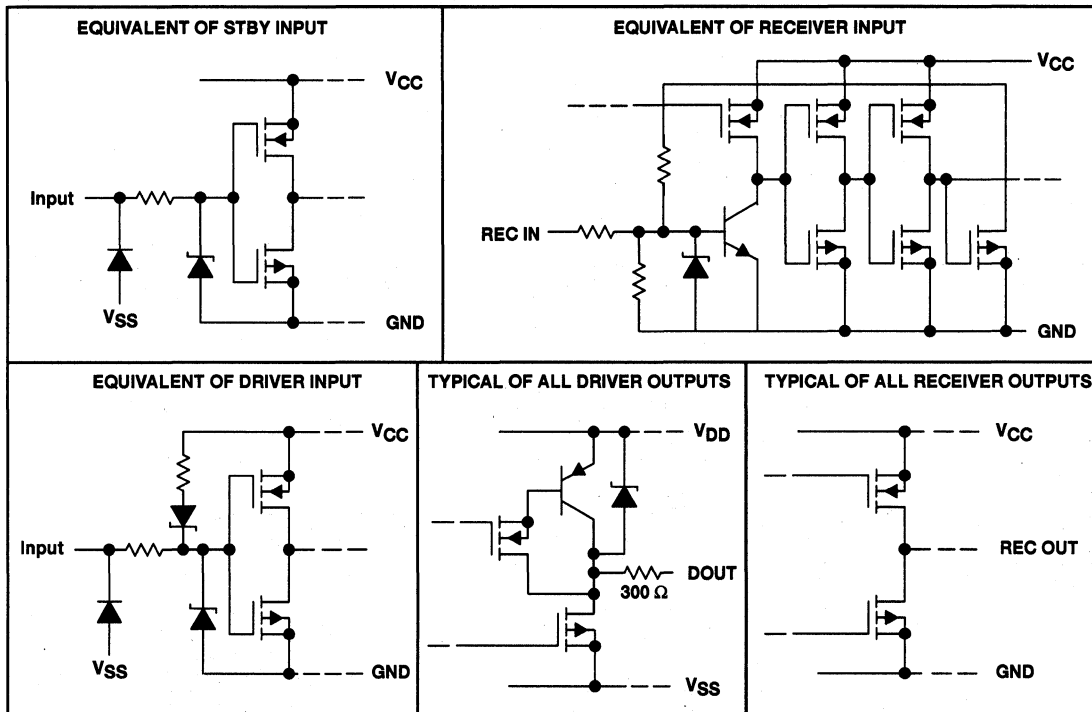 EQUIVALENT OF STBY INPUT
VCC
Input
VSS
GND
EQUIVALENT OF RECEIVER INPUT
VCC
REC IN
GND
EQUIVALENT OF DRIVER INPUT
VCC
Input
VSS
GND
TYPICAL OF ALL DRIVER OUTPUTS
VDD
DOUT
300 Ω
VSS
TYPICAL OF ALL RECEIVER OUTPUTS
VCC
REC OUT
GND